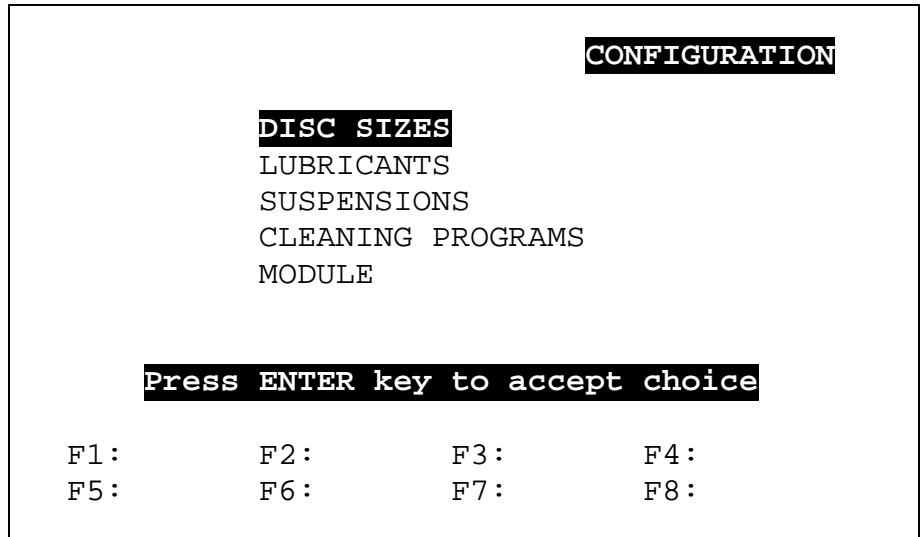 CONFIGURATION
DISC SIZES
LUBRICANTS
SUSPENSIONS
CLEANING PROGRAMS
MODULE
Press ENTER key to accept choice
F1: F2: F3: F4:
F5: F6: F7: F8: